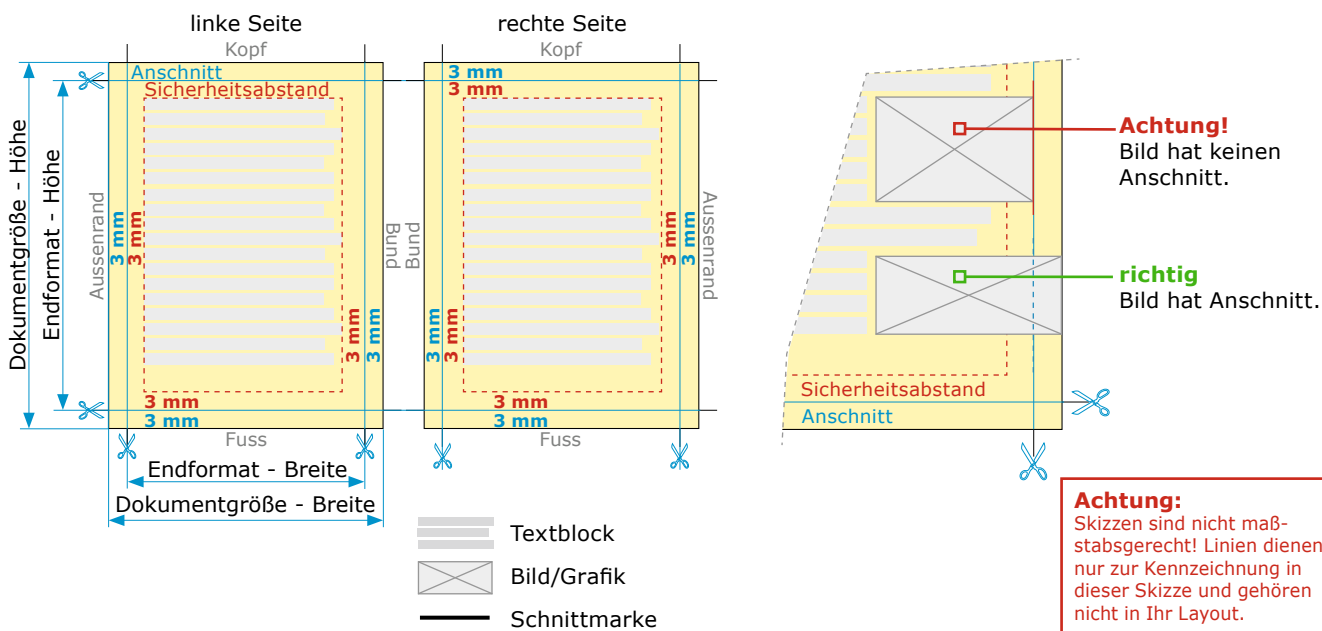 linke Seite
rechte Seite
Kopf
Kopf
Anschnitt
Sicherheitsabstand
3 mm
3 mm
Dokumentgröße - Höhe
Endformat - Höhe
Aussenrand
3 mm
3 mm
Bund
Bund
3 mm
3 mm
Aussenrand
3 mm
3 mm
3 mm
3 mm
3 mm
3 mm
3 mm
3 mm
Fuss
Fuss
Endformat - Breite
Dokumentgröße - Breite
Textblock
Bild/Grafik
Schnittmarke
Achtung!
Bild hat keinen
Anschnitt.
richtig
Bild hat Anschnitt.
Sicherheitsabstand
Anschnitt
Achtung:
Skizzen sind nicht maß-
stabsgerecht! Linien dienen
nur zur Kennzeichnung in
dieser Skizze und gehören
nicht in Ihr Layout.